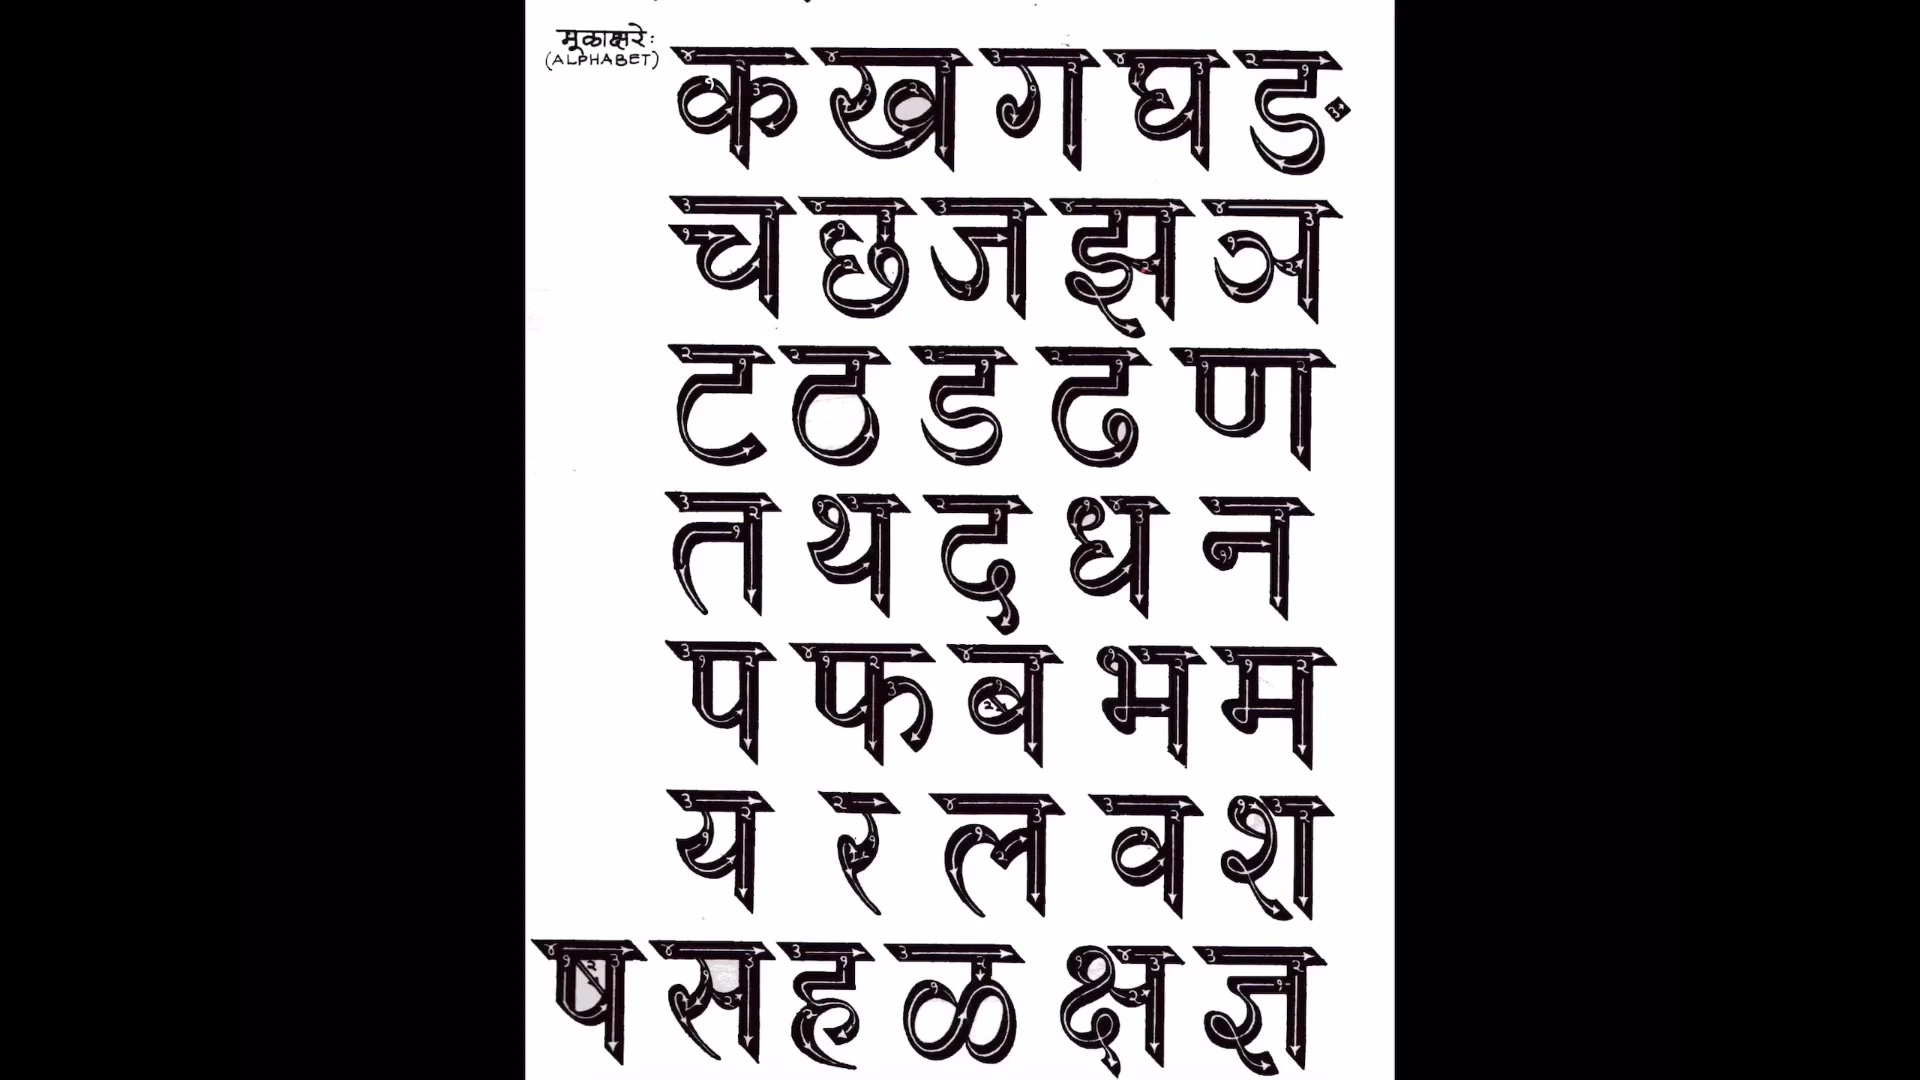 मूळाक्षरे:
(ALPHABET)
क ख ग घ ङ
च छ ज झ ञ
ट ठ ड ढ ण
त थ द ध न
प फ ब भ म
य र ल व श
ष स ह ळ क्ष ज्ञ